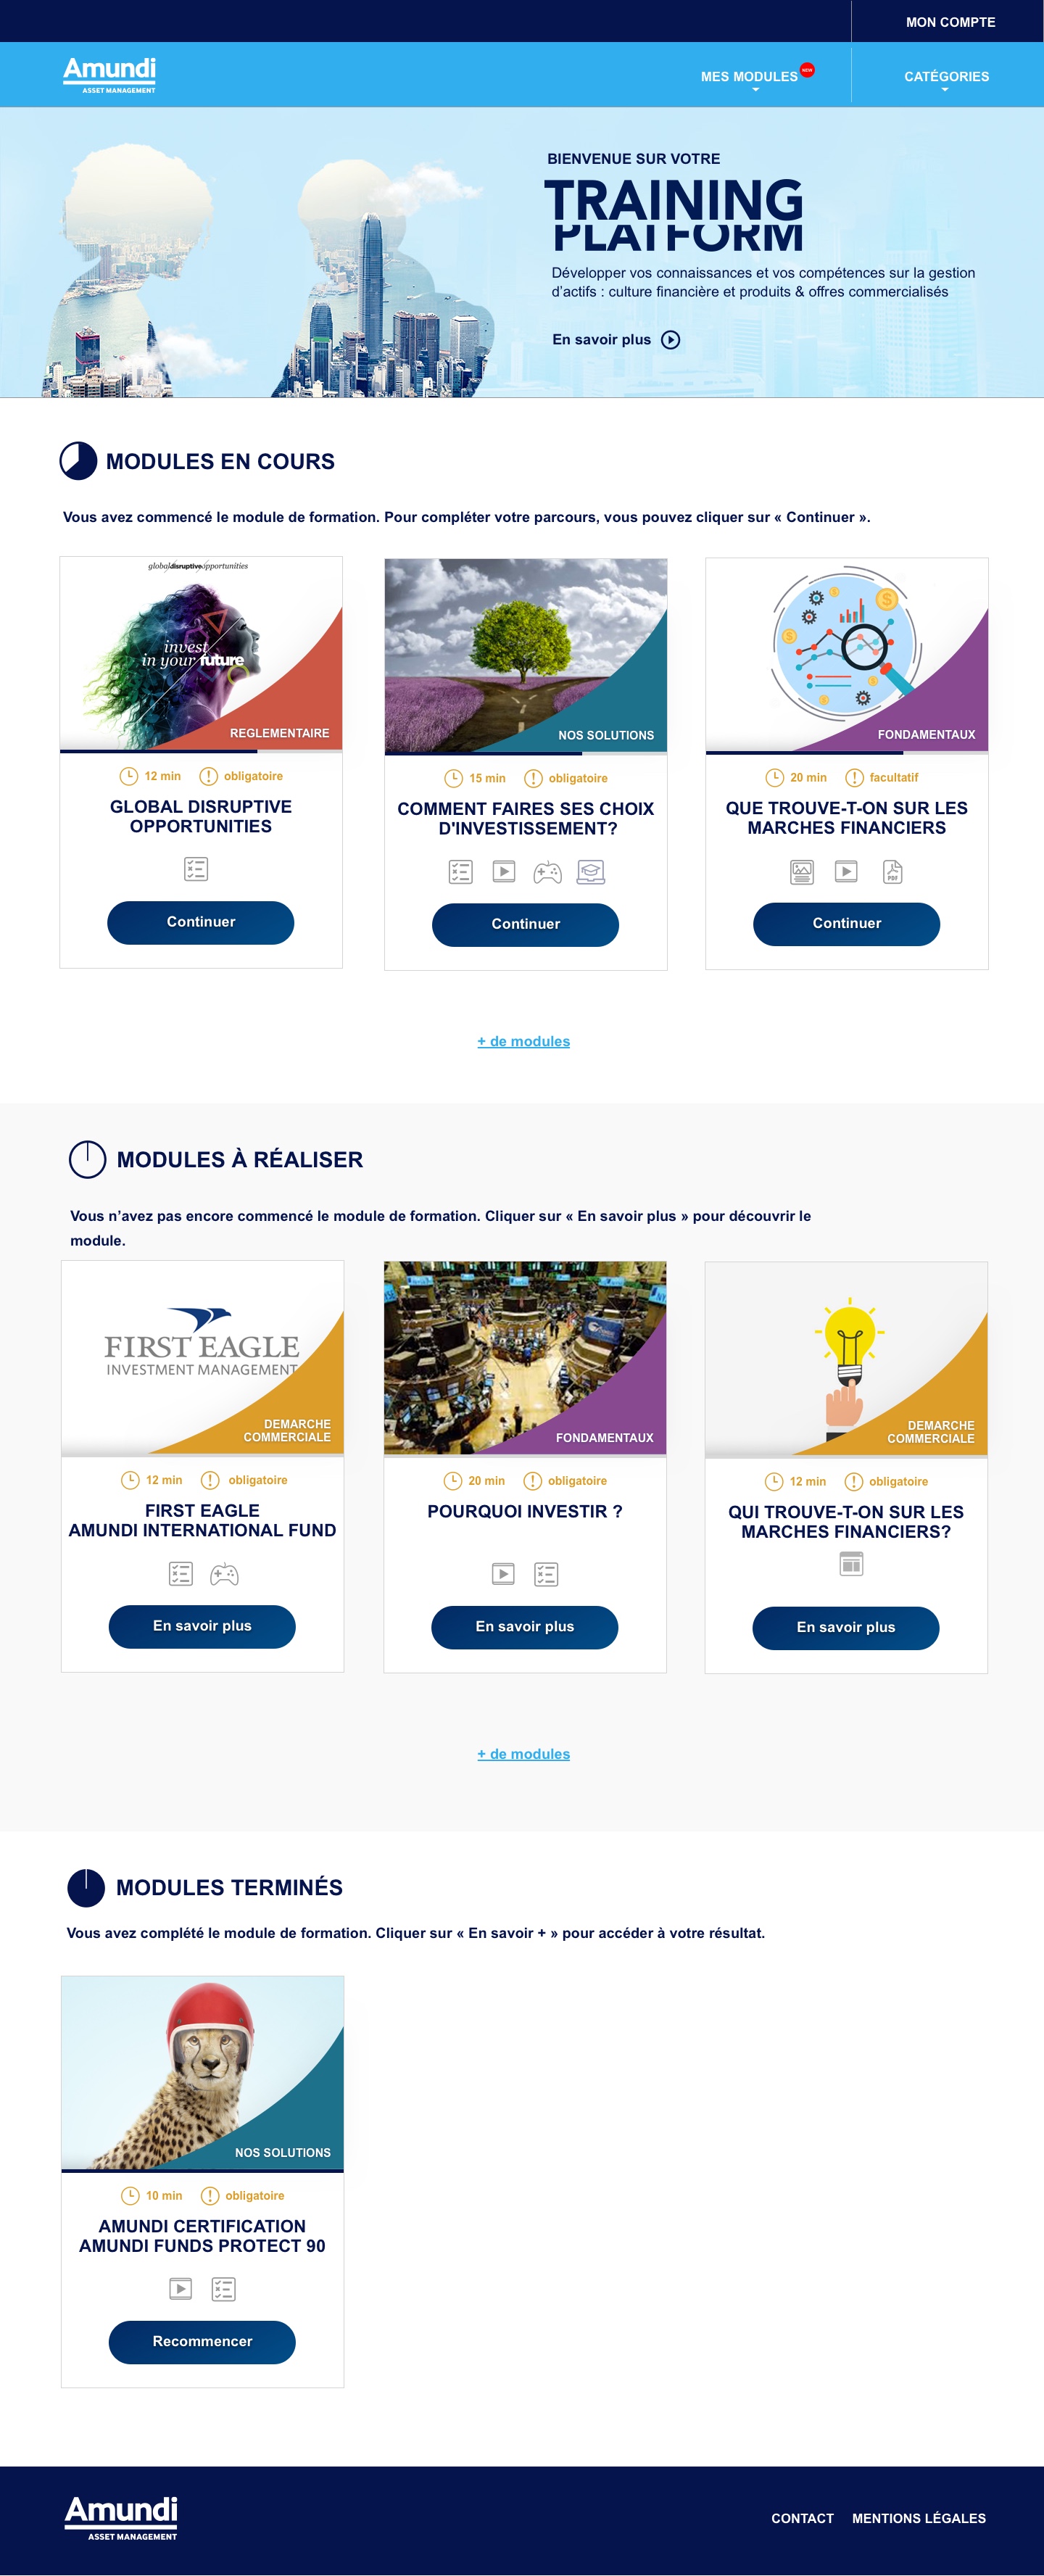 MON COMPTE
Amundi
ASSET MANAGEMENT
MES MODULES NEW
CATÉGORIES
BIENVENUE SUR VOTRE
TRAINING
PLATFORM
Développer vos connaissances et vos compétences sur la gestion
d’actifs : culture financière et produits & offres commercialisés
En savoir plus
MODULES EN COURS
Vous avez commencé le module de formation. Pour compléter votre parcours, vous pouvez cliquer sur « Continuer ».
globaldisruptiveopportunities
invest
in your future
REGLEMENTAIRE
12 min obligatoire
GLOBAL DISRUPTIVE
OPPORTUNITIES
Continuer
NOS SOLUTIONS
15 min obligatoire
COMMENT FAIRES SES CHOIX
D'INVESTISSEMENT?
Continuer
FONDAMENTAUX
20 min facultatif
QUE TROUVE-T-ON SUR LES
MARCHES FINANCIERS
PDF
Continuer
+ de modules
MODULES À RÉALISER
Vous n’avez pas encore commencé le module de formation. Cliquer sur « En savoir plus » pour découvrir le
module.
FIRST EAGLE
INVESTMENT MANAGEMENT
DEMARCHE
COMMERCIALE
12 min obligatoire
FIRST EAGLE
AMUNDI INTERNATIONAL FUND
En savoir plus
FONDAMENTAUX
20 min obligatoire
POURQUOI INVESTIR ?
En savoir plus
DEMARCHE
COMMERCIALE
12 min obligatoire
QUI TROUVE-T-ON SUR LES
MARCHES FINANCIERS?
En savoir plus
+ de modules
MODULES TERMINÉS
Vous avez complété le module de formation. Cliquer sur « En savoir + » pour accéder à votre résultat.
NOS SOLUTIONS
10 min obligatoire
AMUNDI CERTIFICATION
AMUNDI FUNDS PROTECT 90
Recommencer
Amundi
ASSET MANAGEMENT
CONTACT
MENTIONS LÉGALES